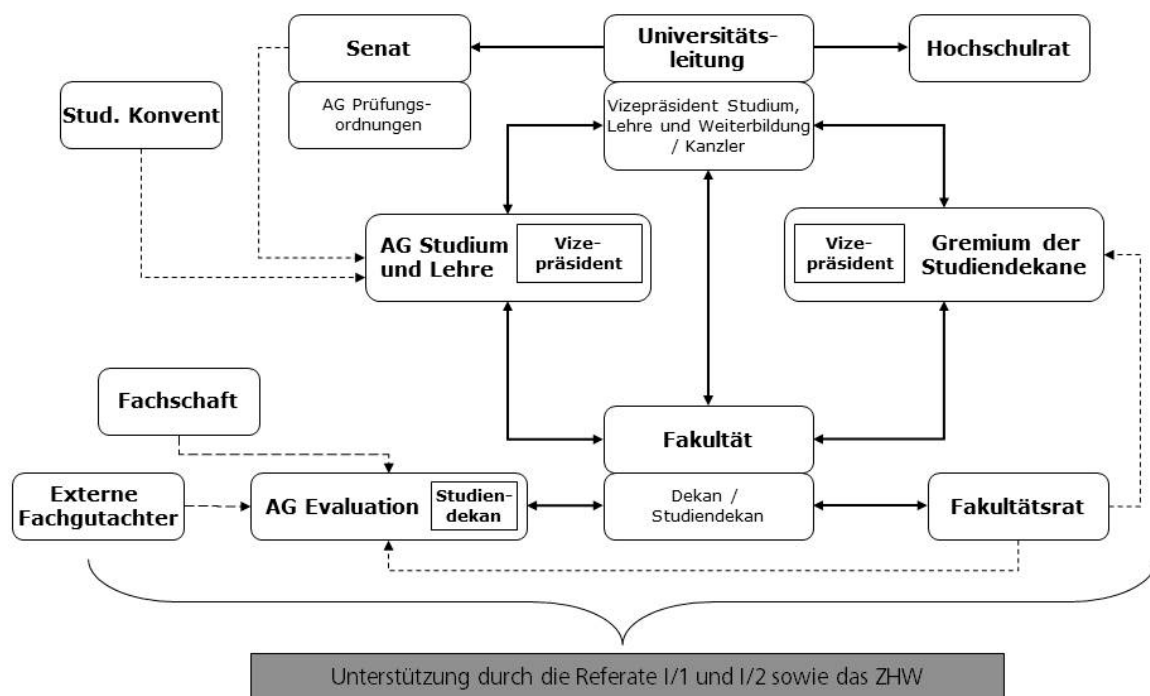 Senat
Universitäts-
leitung
Hochschulrat
Stud. Konvent
AG Prüfungs-
ordnungen
Vizepräsident Studium,
Lehre und Weiterbildung
/ Kanzler
AG Studium
und Lehre
Vize-
präsident
Vize-
präsident
Gremium der
Studiendekane
Fachschaft
Fakultät
Externe
Fachgutachter
AG Evaluation
Studien-
dekan
Dekan /
Studiendekan
Fakultätsrat
Unterstützung durch die Referate I/1 und I/2 sowie das ZHW